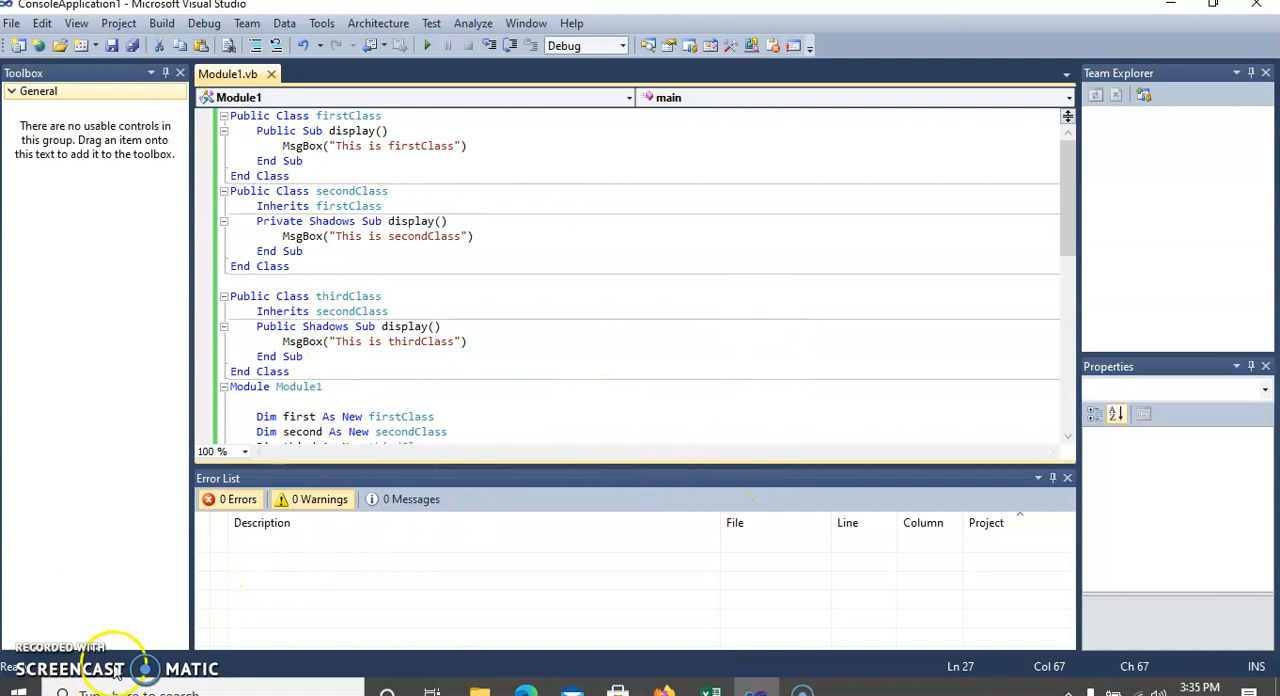 ConsoleApplication1 - Microsoft Visual Studio
File Edit View Project Build Debug Team Data Tools Architecture Test Analyze Window Help
Debug
Toolbox
General
There are no usable controls in
this group. Drag an item onto
this text to add it to the toolbox.
Module1.vb
Module1
main
Public Class firstClass
Public Sub display()
MsgBox("This is firstClass")
End Sub
End Class
Public Class secondClass
Inherits firstClass
Private Shadows Sub display()
MsgBox("This is secondClass")
End Sub
End Class
Public Class thirdClass
Inherits secondClass
Public Shadows Sub display()
MsgBox("This is thirdClass")
End Sub
End Class
Module Module1
Dim first As New firstClass
Dim second As New secondClass
100 %
Team Explorer
Properties
Error List
0 Errors 0 Warnings 0 Messages
Description File Line Column Project
RECORDED WITH
SCREENCAST MATIC
Ln 27 Col 67 Ch 67 INS
Type here to search
3:35 PM